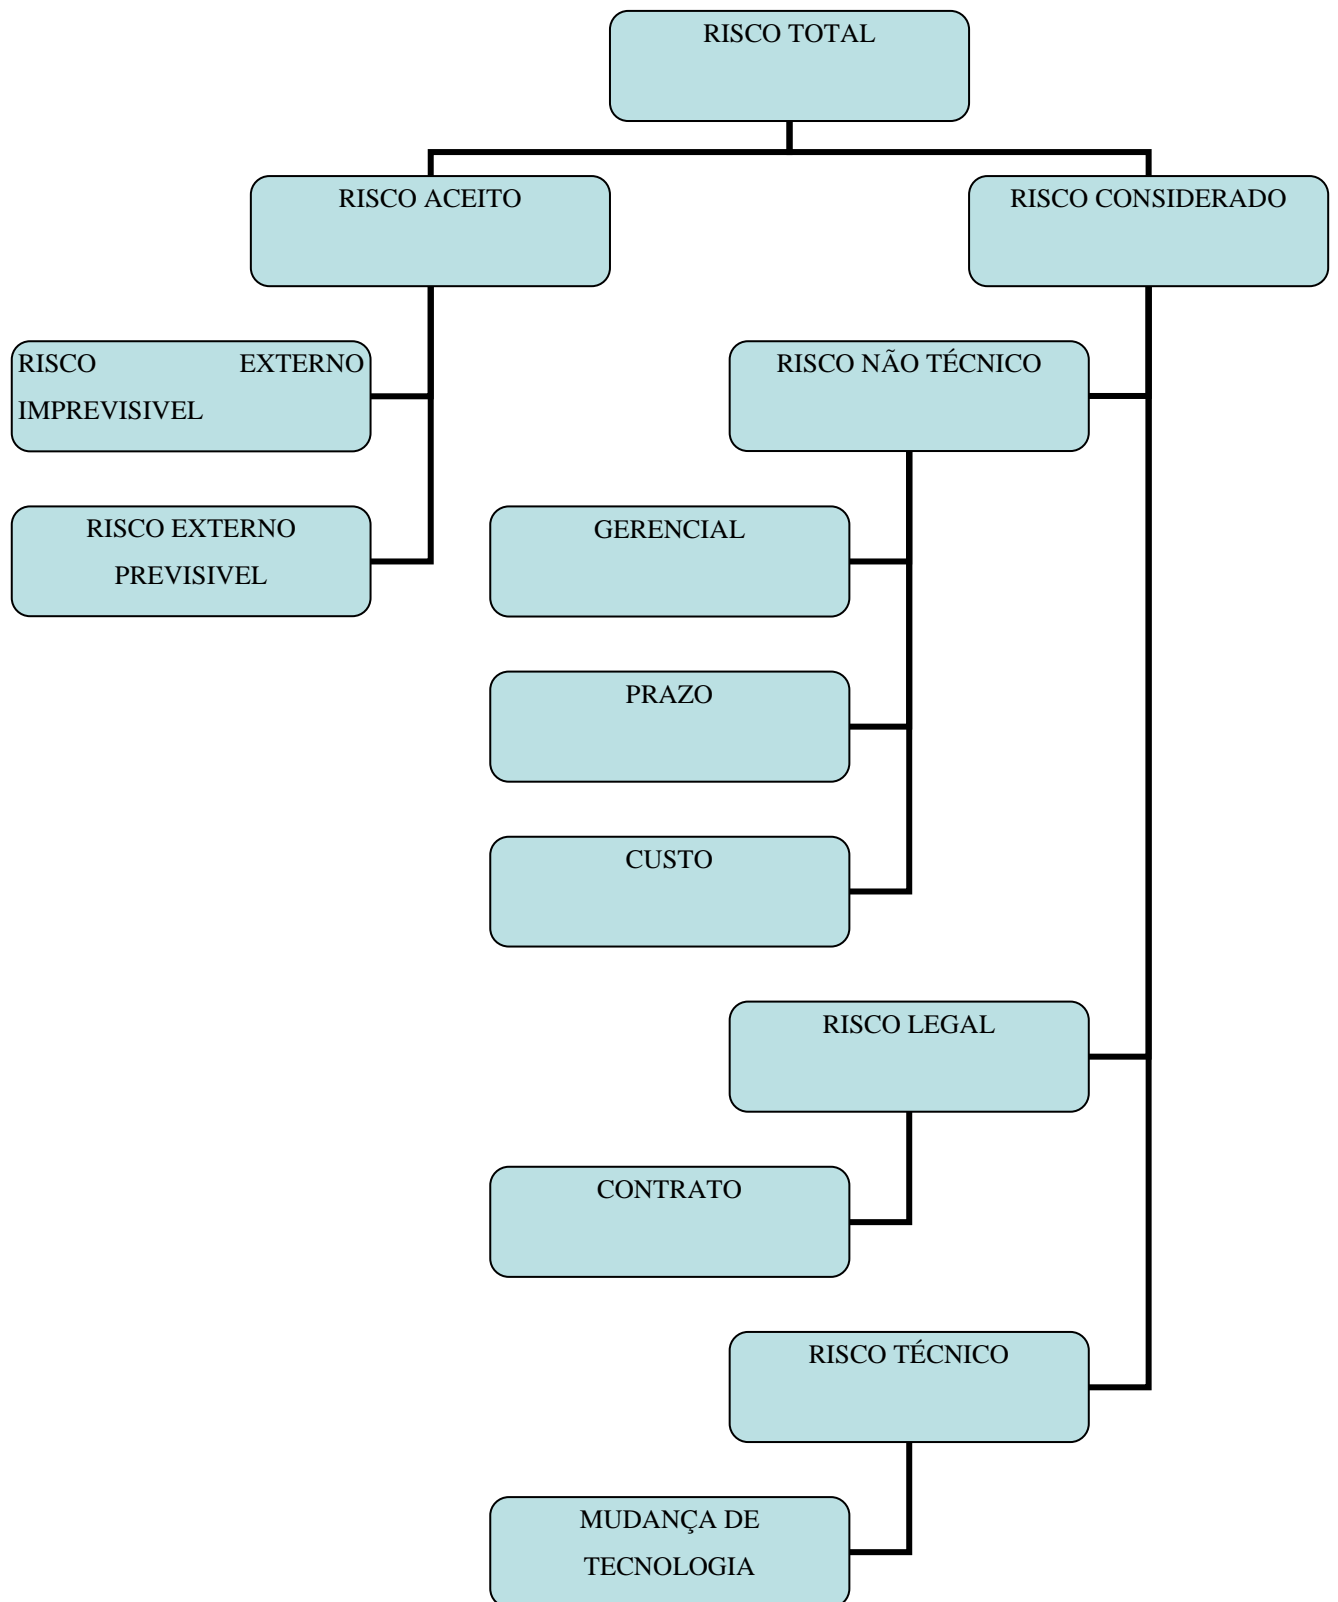 RISCO TOTAL
RISCO ACEITO
RISCO CONSIDERADO
RISCO EXTERNO
IMPREVISIVEL
RISCO NÃO TÉCNICO
RISCO EXTERNO
PREVISIVEL
GERENCIAL
PRAZO
CUSTO
RISCO LEGAL
CONTRATO
RISCO TÉCNICO
MUDANÇA DE
TECNOLOGIA